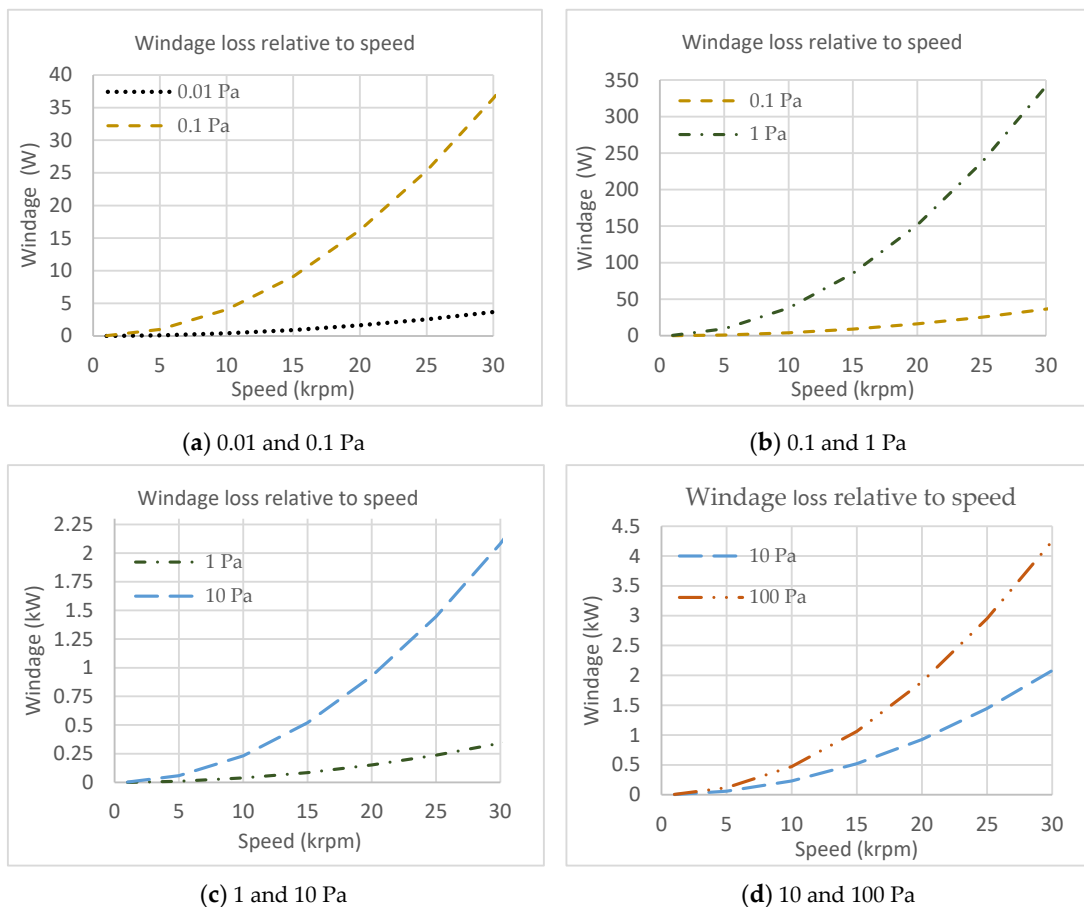 Windage loss relative to speed
40
35
30
25
20
15
10
5
0
Windage (W)
0.01 Pa
0.1 Pa
0 5 10 15 20 25 30
Speed (krpm)
(a) 0.01 and 0.1 Pa
Windage loss relative to speed
350
300
250
200
150
100
50
0
Windage (W)
0.1 Pa
1 Pa
0 5 10 15 20 25 30
Speed (krpm)
(b) 0.1 and 1 Pa
Windage loss relative to speed
2.25
2
1.75
1.5
1.25
1
0.75
0.5
0.25
0
Windage (kW)
1 Pa
10 Pa
0 5 10 15 20 25 30
Speed (krpm)
(c) 1 and 10 Pa
Windage loss relative to speed
4.5
4
3.5
3
2.5
2
1.5
1
0.5
0
Windage (kW)
10 Pa
100 Pa
0 5 10 15 20 25 30
Speed (krpm)
(d) 10 and 100 Pa